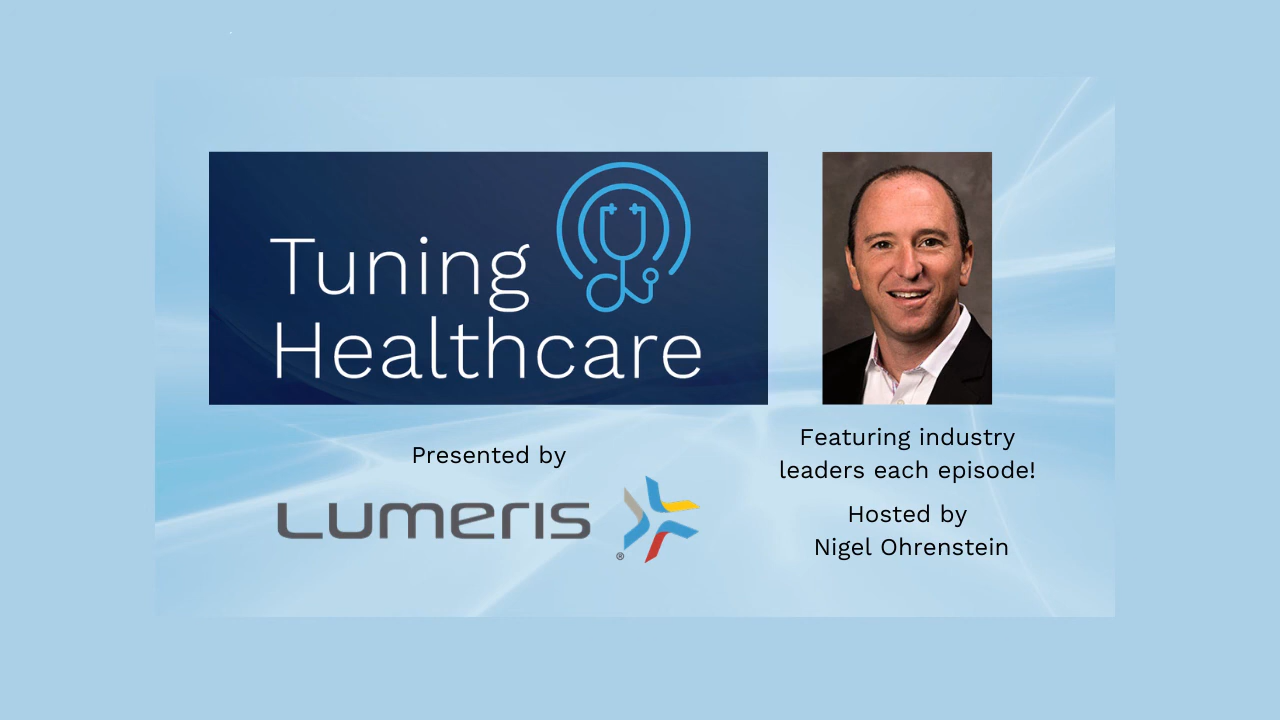 Tuning
Healthcare
Presented by
LUMERIS
®
Featuring industry
leaders each episode!
Hosted by
Nigel Ohrenstein